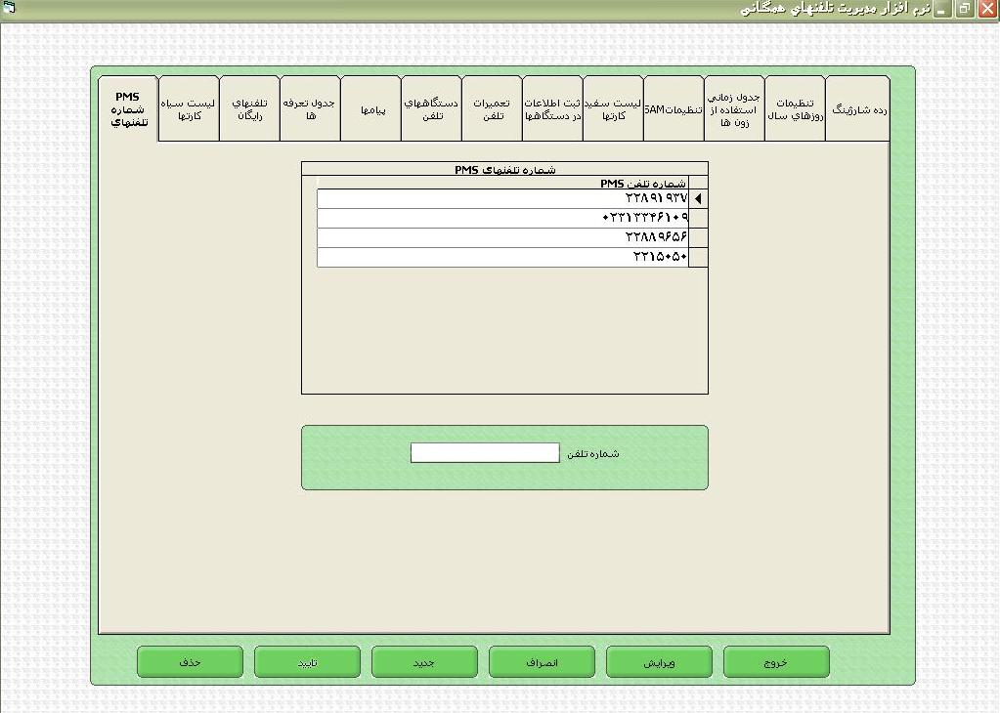 نرم افزار مديريت تلفنهاي همگاني
رده شارژينگ
تنظيمات
روزهاي سال
جدول زماني
استفاده از
زون ها
تنظيمات SAM
ليست سفيد
كارتها
ثبت اطلاعات
در دستگاهها
تعميرات
تلفن
دستگاههاي
تلفن
پيامها
جدول تعرفه
ها
تلفنهاي
رايگان
ليست سياه
كارتها
PMS
شماره
تلفنهاي
شماره تلفنهاي PMS
شماره تلفن PMS
۲۲۸۹۱۹۳۷
۰۲۳۱۳۳۴۶۱۰۹
۲۲۸۸۹۶۵۶
۲۲۱۵۰۵۰
شماره تلفن
خروج
ويرايش
انصراف
جديد
تاييد
حذف